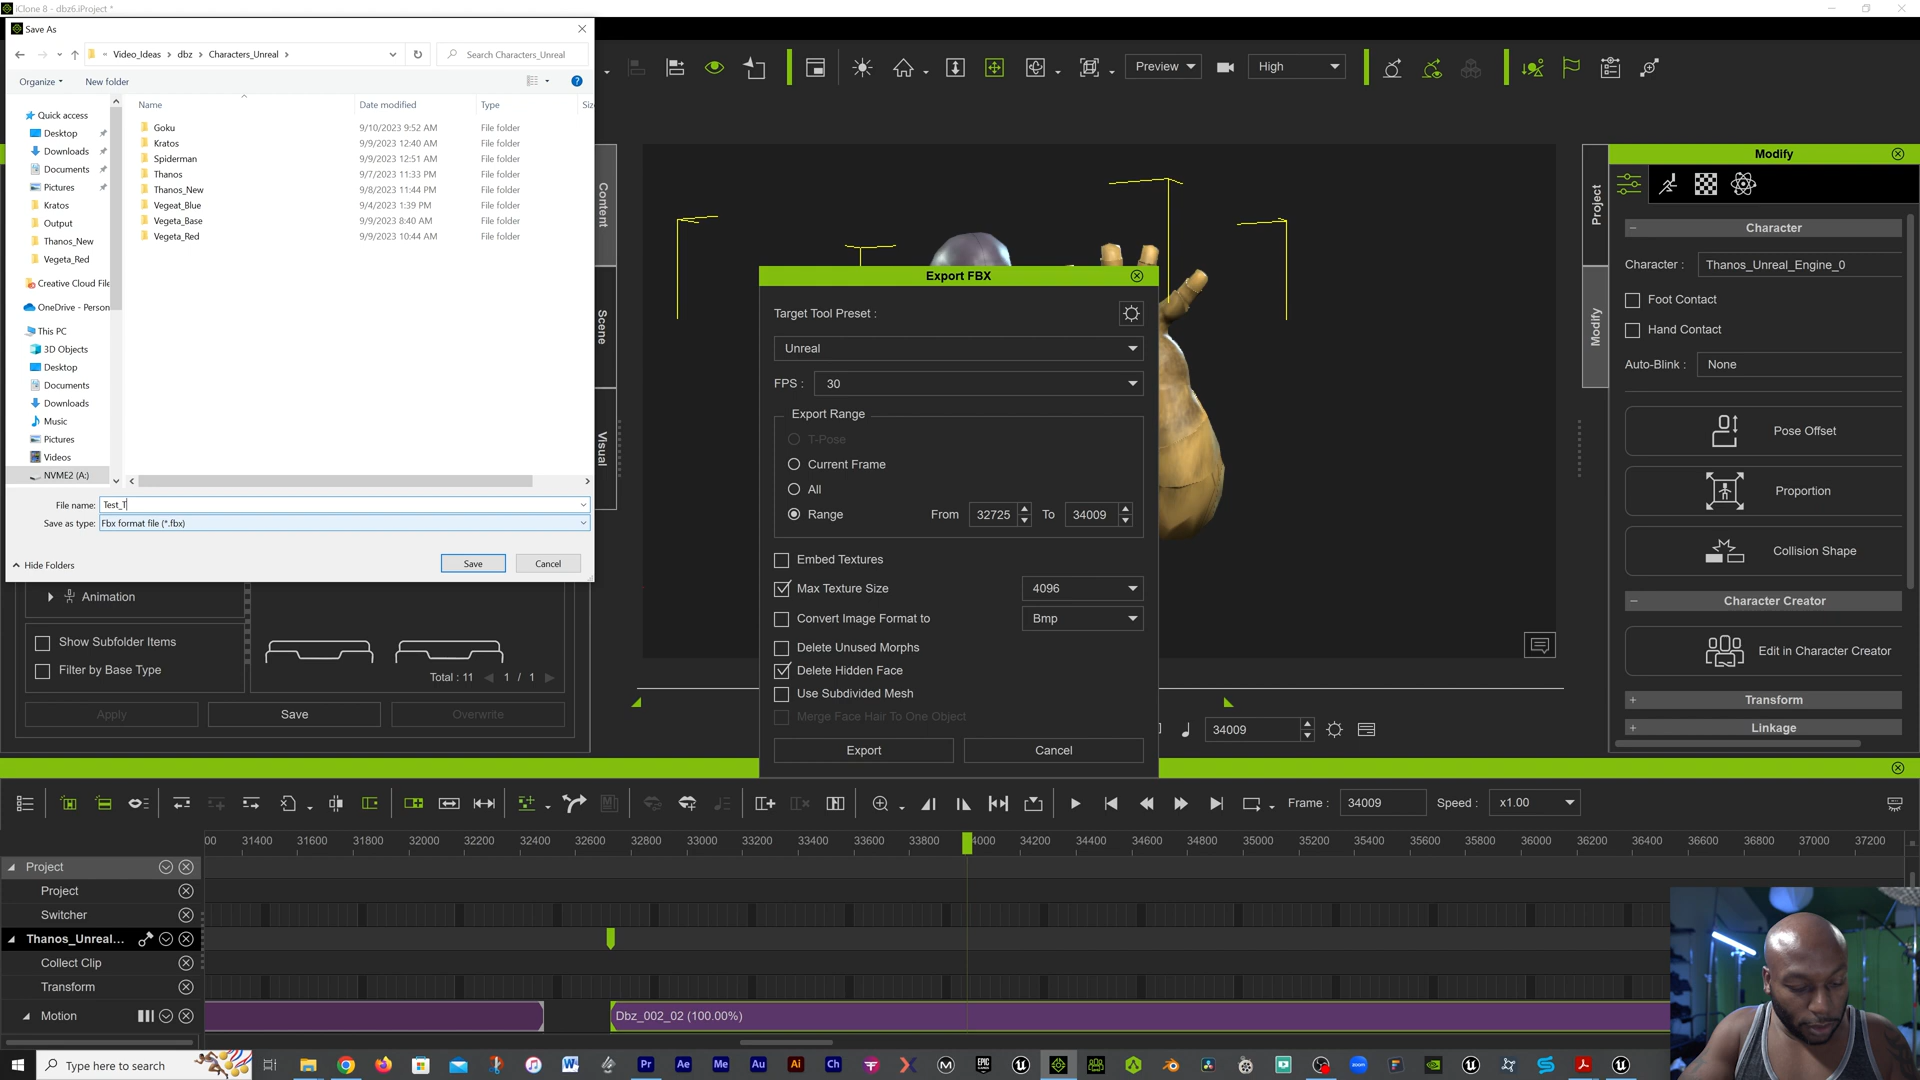 iClone 8 - dbz6.iProject *
Save As
Video_Ideas
dbz
Characters_Unreal
Search Characters_Unreal
Organize
New folder
Name
Date modified
Type
Goku 9/10/2023 9:52 AM File folder
Kratos 9/9/2023 12:40 AM File folder
Spiderman 9/9/2023 12:51 AM File folder
Thanos 9/7/2023 11:33 PM File folder
Thanos_New 9/8/2023 11:44 PM File folder
Vegeat_Blue 9/4/2023 1:39 PM File folder
Vegeta_Base 9/9/2023 8:40 AM File folder
Vegeta_Red 9/9/2023 10:44 AM File folder
Quick access
Desktop
Downloads
Documents
Pictures
Kratos
Output
Thanos_New
Vegeta_Red
Creative Cloud File
OneDrive - Person
This PC
3D Objects
Desktop
Documents
Downloads
Music
Pictures
Videos
NVME2 (A:)
File name: Test_T
Save as type: Fbx format file (*.fbx)
Hide Folders
Save
Cancel
Animation
Show Subfolder Items
Filter by Base Type
Total : 11
1 / 1
Apply
Save
Overwrite
Content
Scene
Visual
Preview
High
Export FBX
Target Tool Preset :
Unreal
FPS : 30
Export Range
T-Pose
Current Frame
All
Range
From 32725 To 34009
Embed Textures
Max Texture Size 4096
Convert Image Format to Bmp
Delete Unused Morphs
Delete Hidden Face
Use Subdivided Mesh
Merge Face Hair To One Object
Export
Cancel
34009
Project
Modify
Modify
Character
Character : Thanos_Unreal_Engine_0
Foot Contact
Hand Contact
Auto-Blink : None
Pose Offset
Proportion
Collision Shape
Character Creator
Edit in Character Creator
Transform
Linkage
Frame : 34009
Speed : x1.00
00 31400 31600 31800 32000 32200 32400 32600 32800 33000 33200 33400 33600 33800 34000 34200 34400 34600 34800 35000 35200 35400 35600 35800 36000 36200 36400 36600 36800 37000 37200
Project
Project
Switcher
Thanos_Unreal...
Collect Clip
Transform
Motion
Dbz_002_02 (100.00%)
Type here to search
Pr
Ae
Me
Au
Ai
Ch
EPIC
zoom